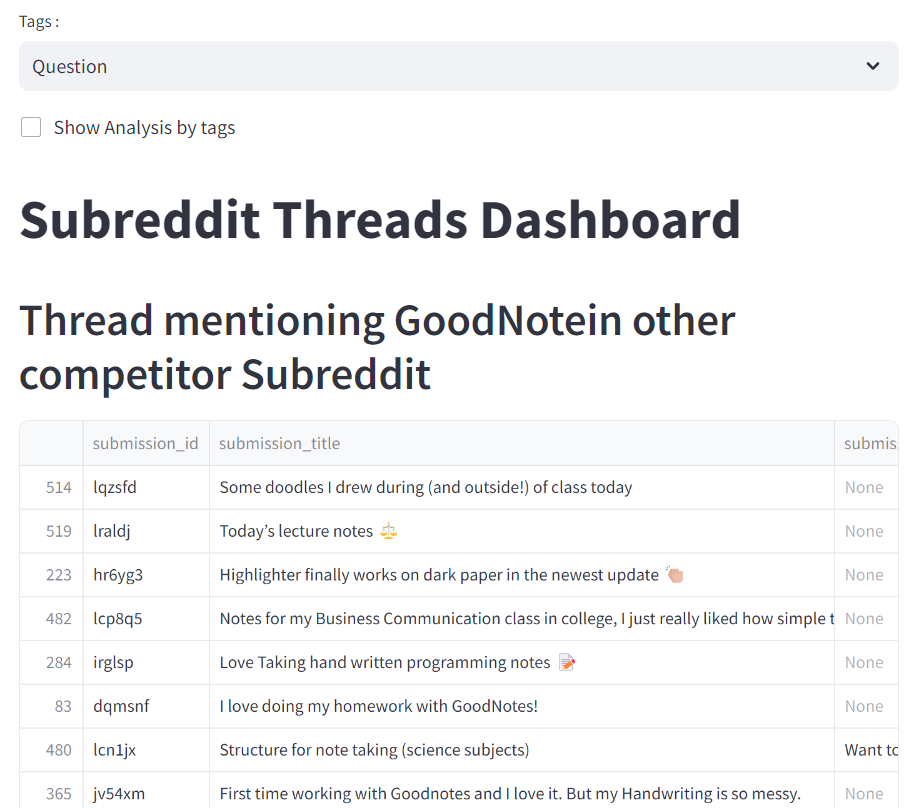 Tags :
Question
Show Analysis by tags
Subreddit Threads Dashboard
Thread mentioning GoodNotein other
competitor Subreddit
submission_id submission_title submis
514 lqzsfd Some doodles I drew during (and outside!) of class today None
519 lraldj Today’s lecture notes ⚖️ None
223 hr6yg3 Highlighter finally works on dark paper in the newest update 👏🏼 None
482 lcp8q5 Notes for my Business Communication class in college, I just really liked how simple t None
284 irglsp Love Taking hand written programming notes 📝 None
83 dqmsnf I love doing my homework with GoodNotes! None
480 lcn1jx Structure for note taking (science subjects) Want to
365 jv54xm First time working with Goodnotes and I love it. But my Handwriting is so messy. None